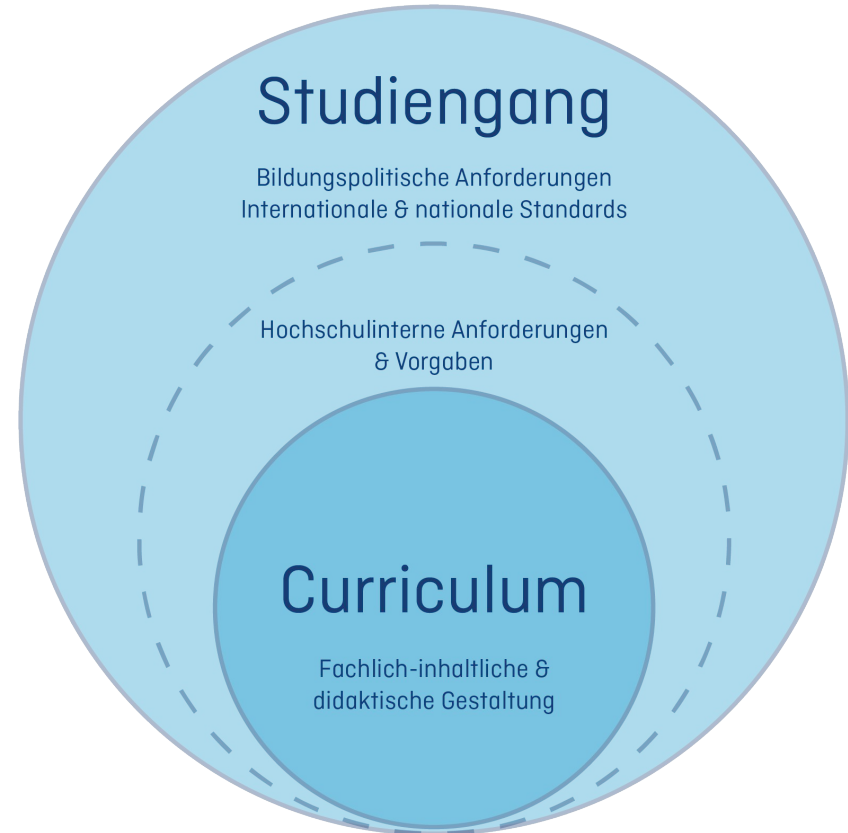 Studiengang
Bildungspolitische Anforderungen
Internationale & nationale Standards
Hochschulinterne Anforderungen
& Vorgaben
Curriculum
Fachlich-inhaltliche &
didaktische Gestaltung